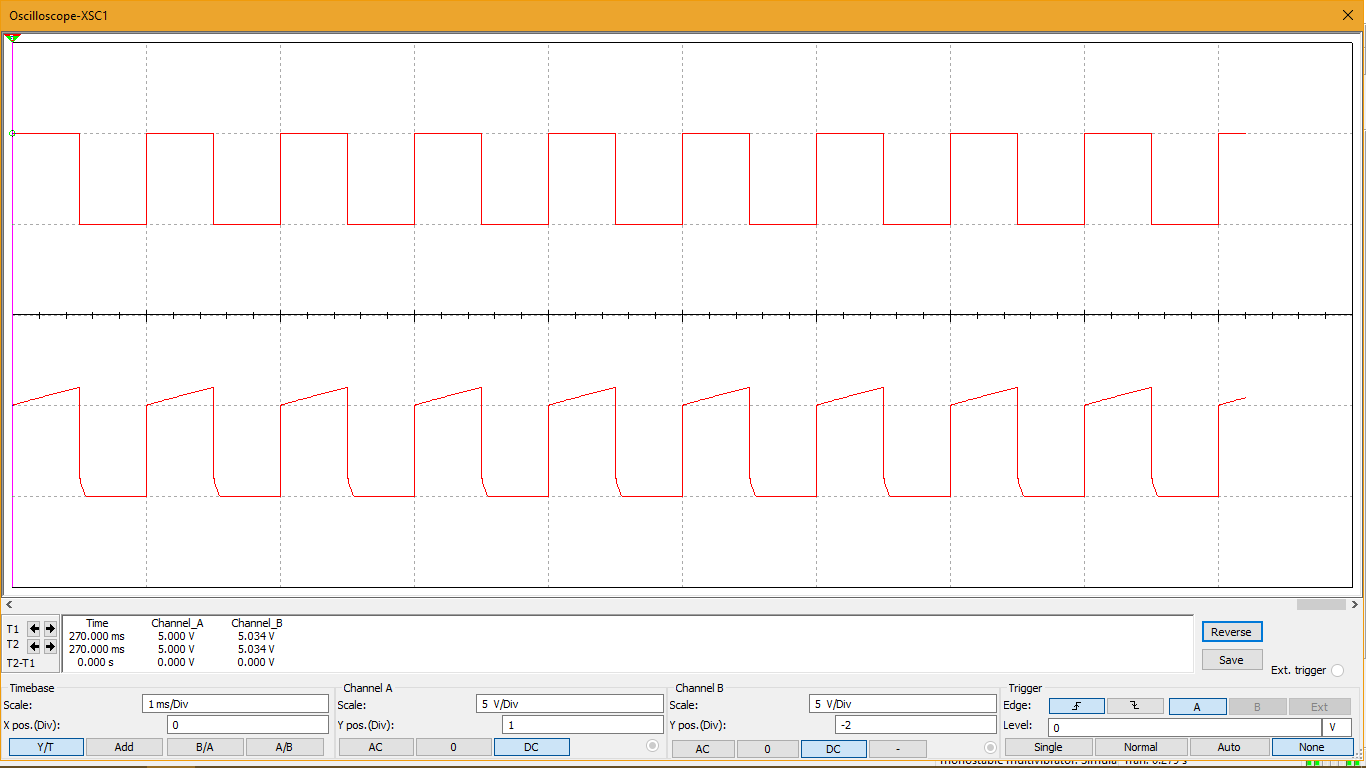 Oscilloscope-XSC1
T1
T2
T2-T1
Time Channel_A Channel_B
270.000 ms 5.000 V 5.034 V
270.000 ms 5.000 V 5.034 V
0.000 s 0.000 V 0.000 V
Reverse
Save
Ext. trigger
Timebase
Scale: 1 ms/Div
X pos.(Div): 0
Y/T Add B/A A/B
Channel A
Scale: 5 V/Div
Y pos.(Div): 1
AC 0 DC
Channel B
Scale: 5 V/Div
Y pos.(Div): -2
AC 0 DC -
Trigger
Edge: A B Ext
Level: 0 V
Single Normal Auto None